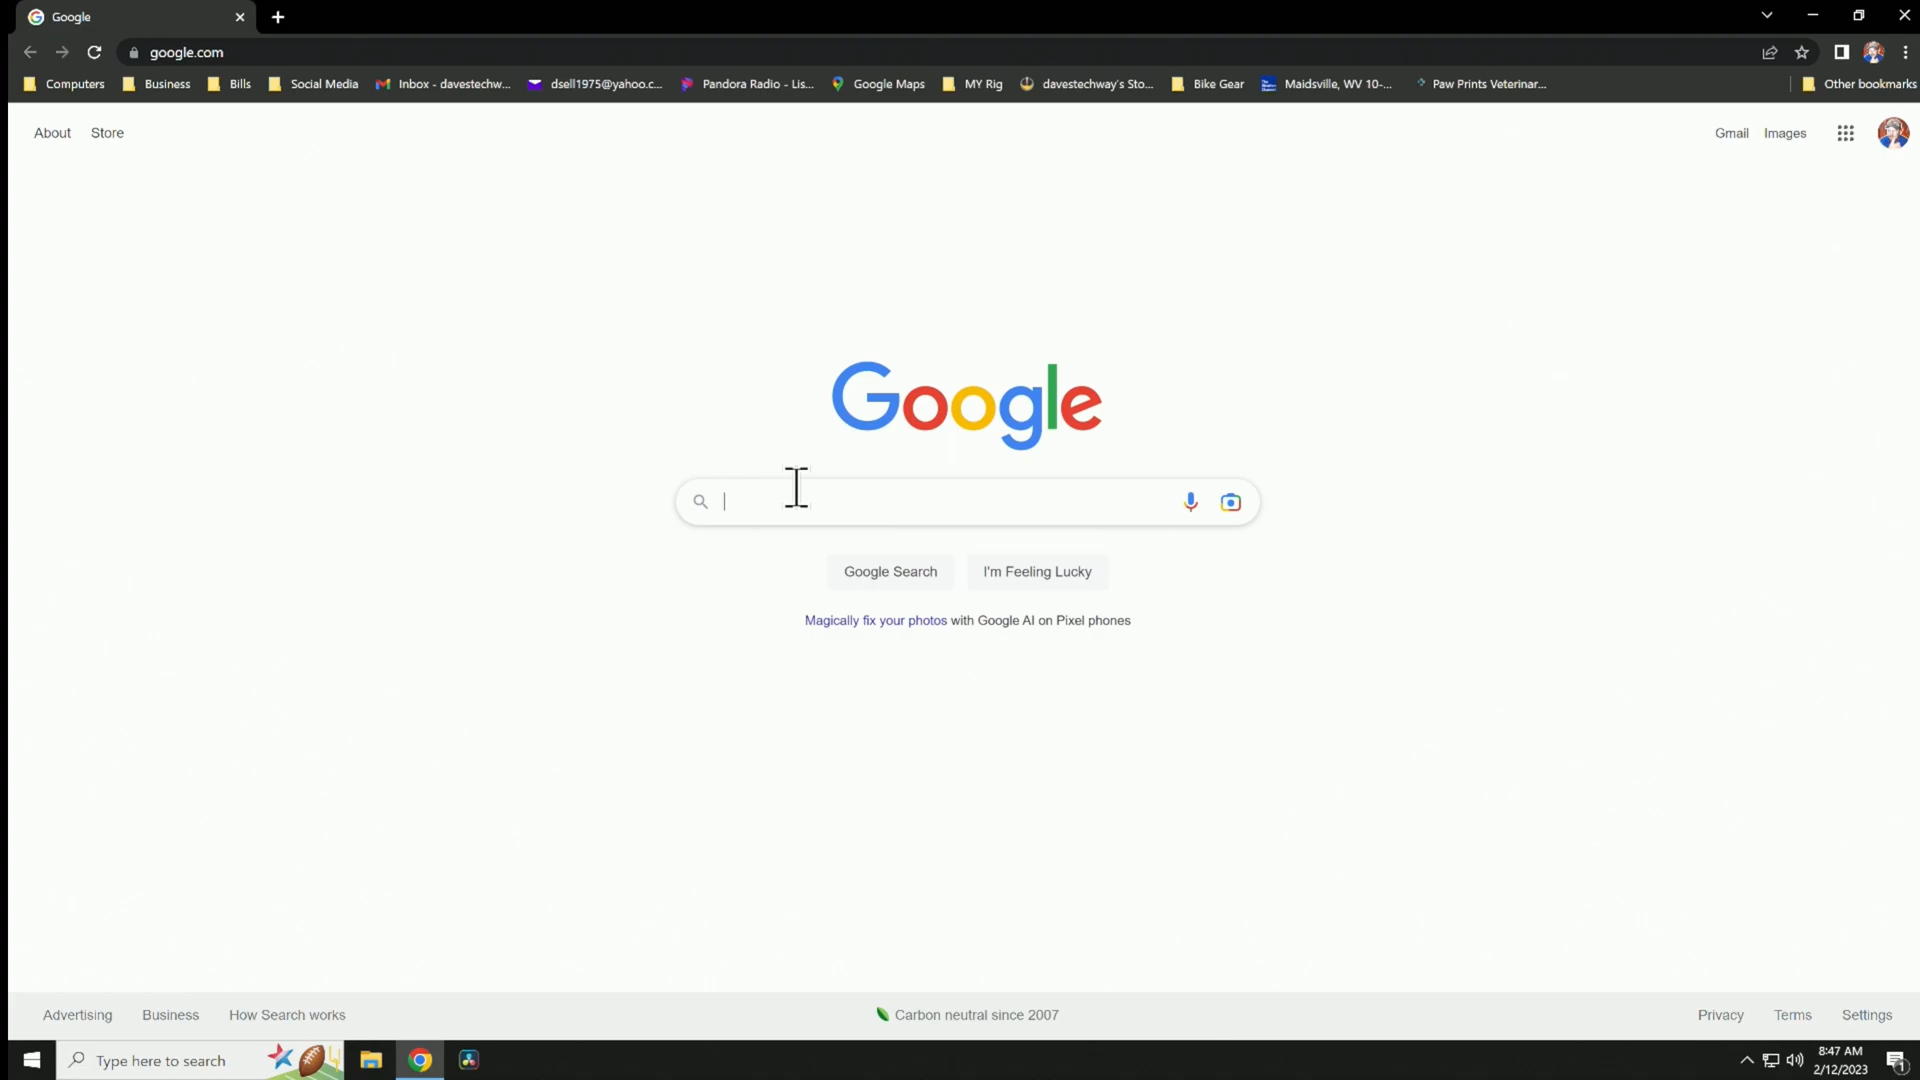 Google
google.com
Computers Business Bills Social Media Inbox - davestechw... dsell1975@yahoo.c... Pandora Radio - Lis... Google Maps MY Rig davestechway's Sto... Bike Gear Maidsville, WV 10-... Paw Prints Veterinar... Other bookmarks
About Store Gmail Images
Google
Google Search I'm Feeling Lucky
Magically fix your photos with Google AI on Pixel phones
Advertising Business How Search works Carbon neutral since 2007 Privacy Terms Settings
Type here to search
8:47 AM
2/12/2023
1